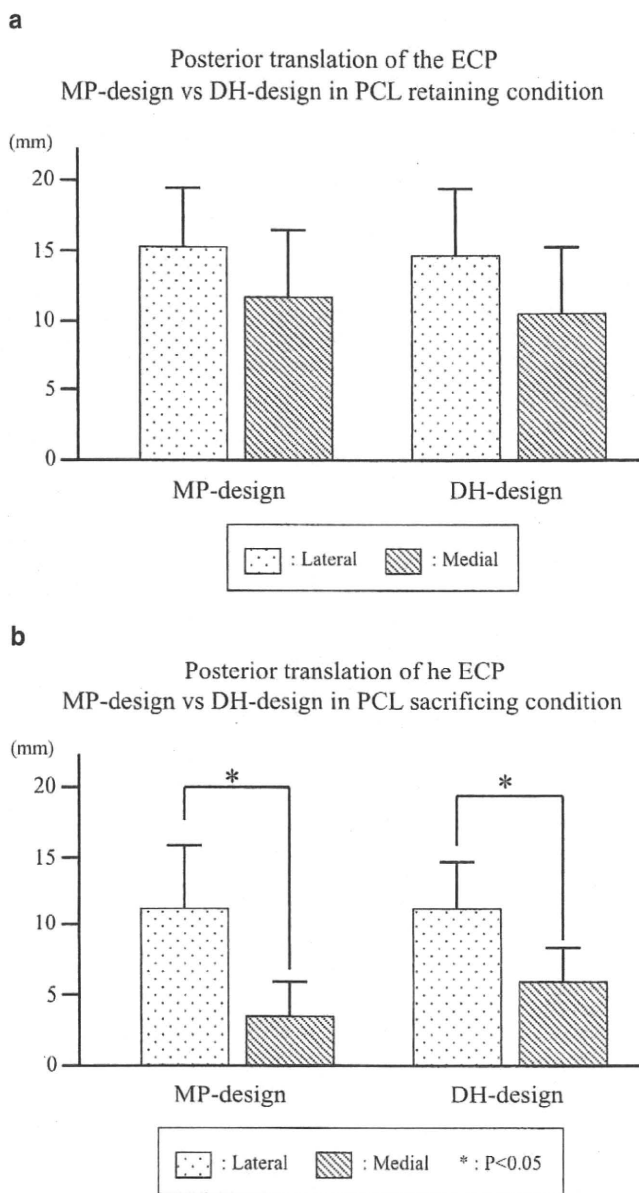 a
Posterior translation of the ECP
MP-design vs DH-design in PCL retaining condition
(mm)
20
15
10
5
0
MP-design DH-design
: Lateral : Medial
b
Posterior translation of he ECP
MP-design vs DH-design in PCL sacrificing condition
(mm)
20
15
10
5
0
* *
MP-design DH-design
: Lateral : Medial * : P<0.05